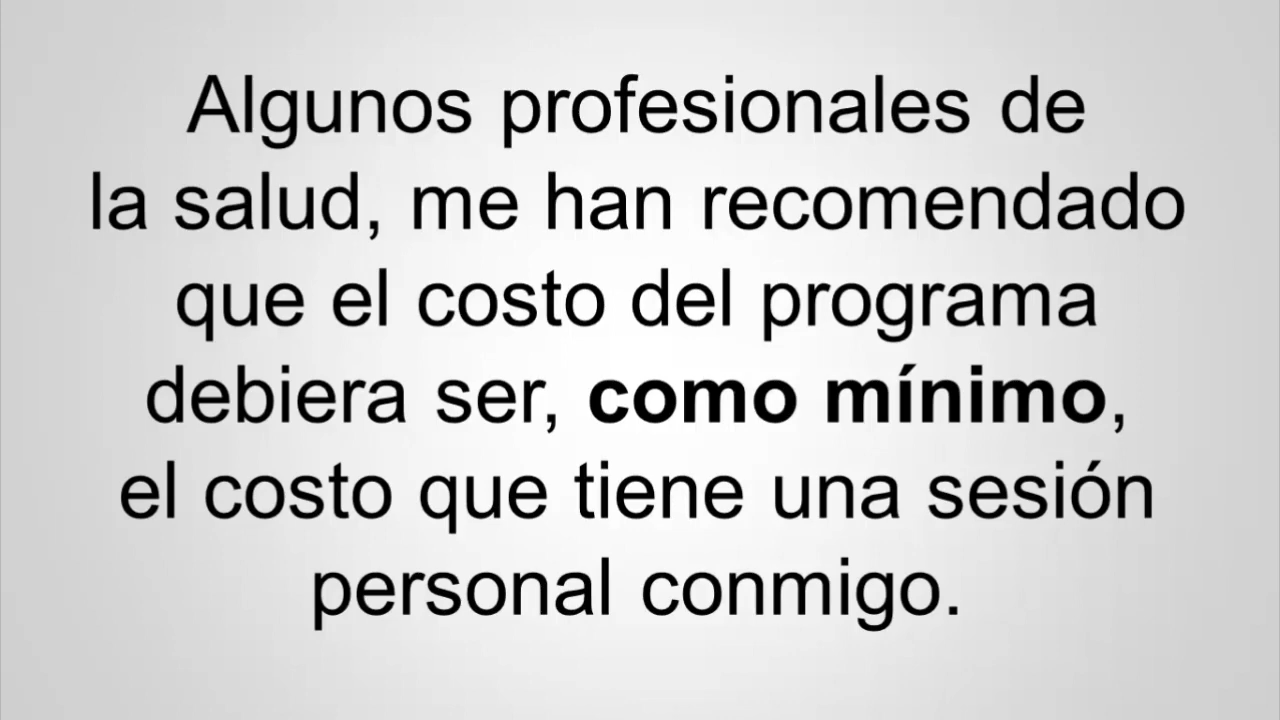 Algunos profesionales de
la salud, me han recomendado
que el costo del programa
debiera ser, como mínimo,
el costo que tiene una sesión
personal conmigo.